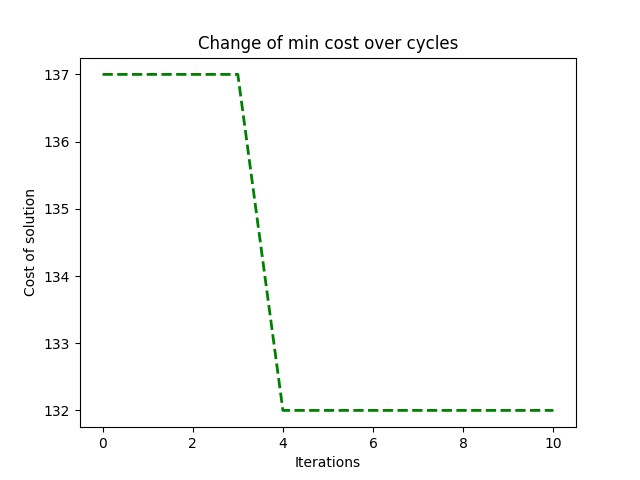 Change of min cost over cycles
137
136
135
134
133
132
Cost of solution
0 2 4 6 8 10
Iterations